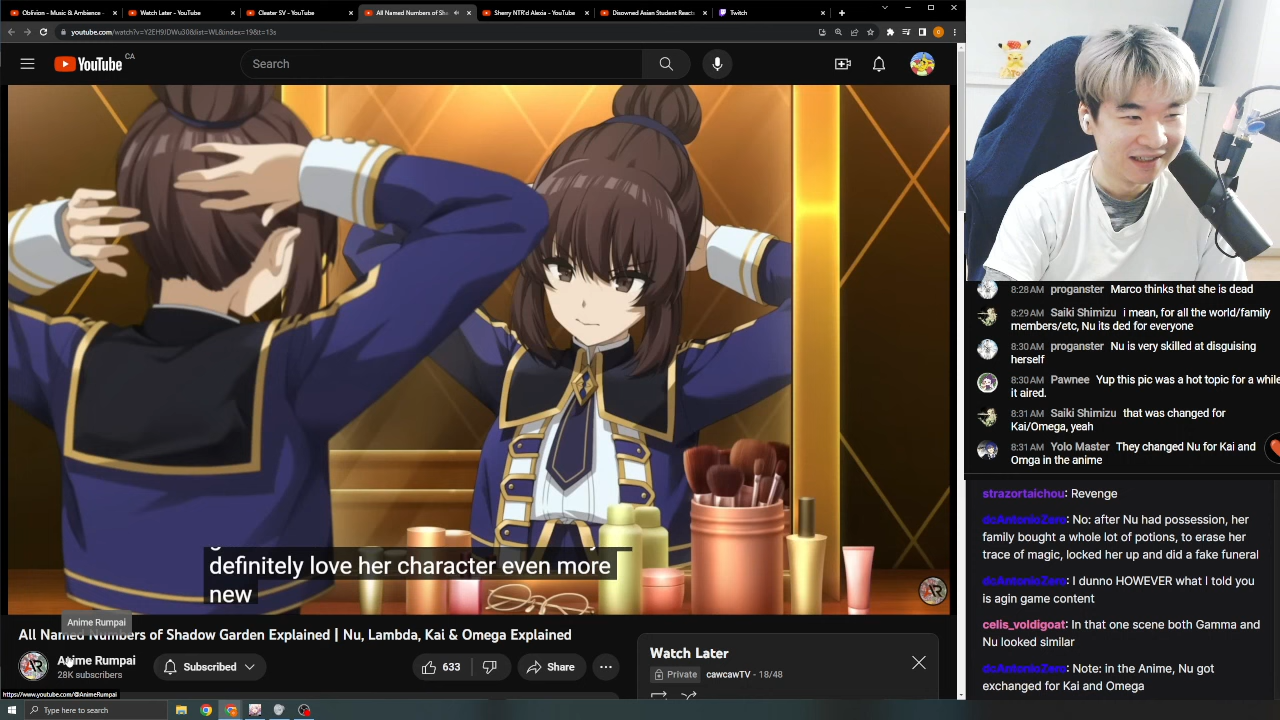 Oblivion - Music & Ambience -
Watch Later - YouTube
Cleater SV - YouTube
All Named Numbers of Sha
Sherry NTR'd Alexia - YouTube
Disowned Asian Student Reacts
Twitch
youtube.com/watch?v=Y2EH9JDWu30&list=WL&index=19&t=13s
YouTube CA
Search
definitely love her character even more
new
Anime Rumpai
All Named Numbers of Shadow Garden Explained | Nu, Lambda, Kai & Omega Explained
Anime Rumpai
28K subscribers
Subscribed
633
Share
Watch Later
Private cawcawTV - 18/48
https://www.youtube.com/@AnimeRumpai
Type here to search
8:28 AM proganster Marco thinks that she is dead
8:29 AM Saiki Shimizu i mean, for all the world/family
members/etc, Nu its ded for everyone
8:30 AM proganster Nu is very skilled at disguising
herself
8:30 AM Pawnee Yup this pic was a hot topic for a while
it aired.
8:31 AM Saiki Shimizu that was changed for
Kai/Omega, yeah
8:31 AM Yolo Master They changed Nu for Kai and
Omga in the anime
strazortaichou: Revenge
dcAntonioZero: No: after Nu had possession, her
family bought a whole lot of potions, to erase her
trace of magic, locked her up and did a fake funeral
dcAntonioZero: I dunno HOWEVER what I told you
is agin game content
celis_voldigoat: In that one scene both Gamma and
Nu looked similar
dcAntonioZero: Note: in the Anime, Nu got
exchanged for Kai and Omega